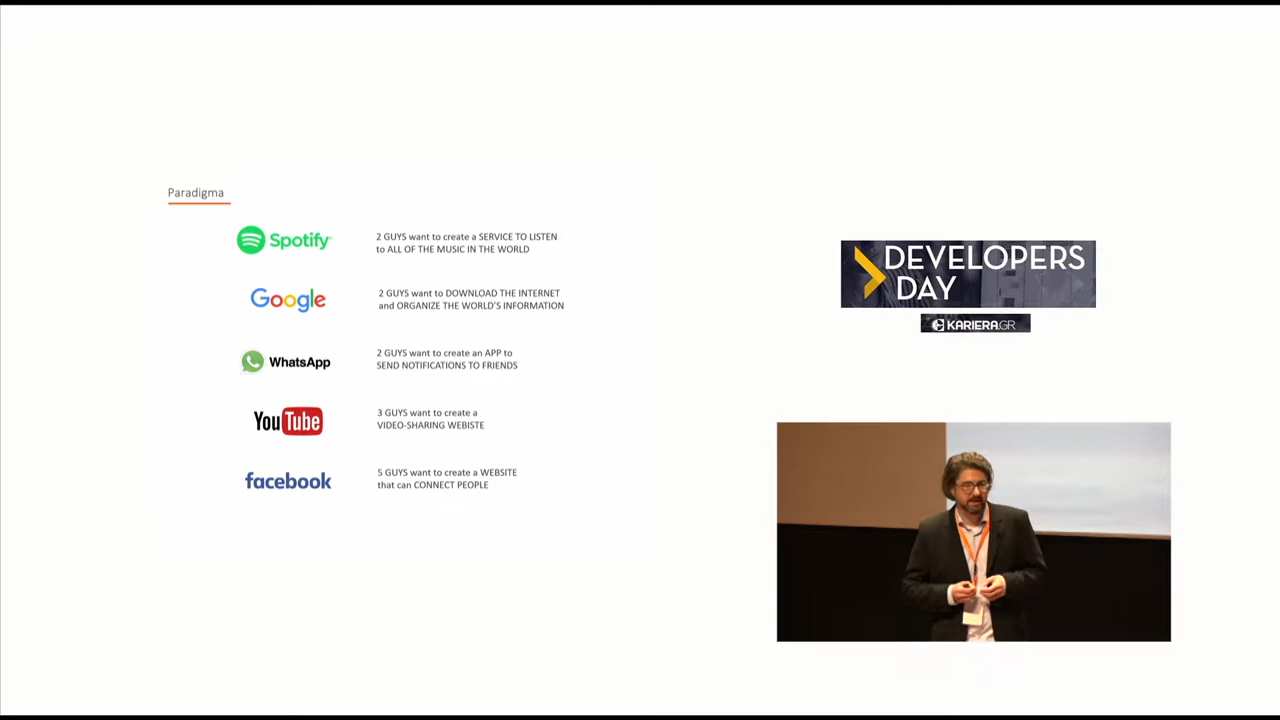 Paradigma
Spotify
2 GUYS want to create a SERVICE TO LISTEN
to ALL OF THE MUSIC IN THE WORLD
Google
2 GUYS want to DOWNLOAD THE INTERNET
and ORGANIZE THE WORLD'S INFORMATION
WhatsApp
2 GUYS want to create an APP to
SEND NOTIFICATIONS TO FRIENDS
YouTube
3 GUYS want to create a
VIDEO-SHARING WEBISTE
facebook
5 GUYS want to create a WEBSITE
that can CONNECT PEOPLE
DEVELOPERS
DAY
KARIERA.GR